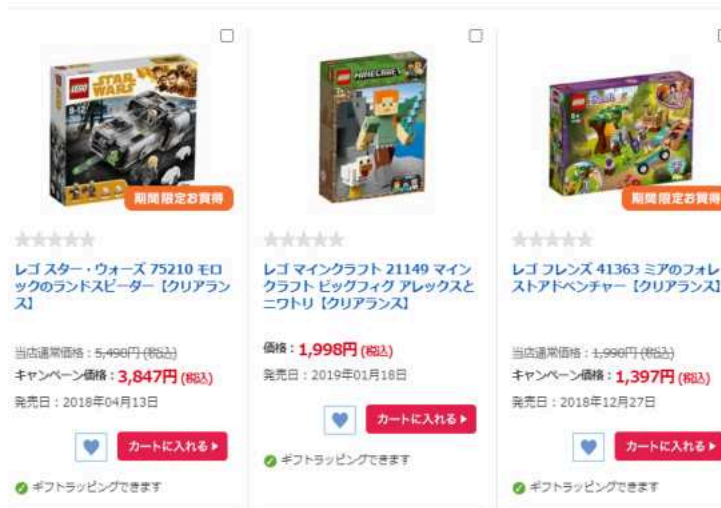 LEGO
STAR
WARS
8-12
期間限定お買得
レゴ スター・ウォーズ 75210 モロ
ックのランドスピーダー【クリアラン
ス】
当店通常価格：5,498円 (税込)
キャンペーン価格：3,847円 (税込)
発売日：2018年04月13日
カートに入れる
ギフトラッピングできます
LEGO
MINECRAFT
レゴ マインクラフト 21149 マイン
クラフト ビッグフィグ アレックスと
ニワトリ【クリアランス】
価格：1,998円 (税込)
発売日：2019年01月18日
カートに入れる
ギフトラッピングできます
Friends
6+
期間限定お買得
レゴ フレンズ 41363 ミアのフォレ
ストアドベンチャー【クリアランス】
当店通常価格：1,998円 (税込)
キャンペーン価格：1,397円 (税込)
発売日：2018年12月27日
カートに入れる
ギフトラッピングできます